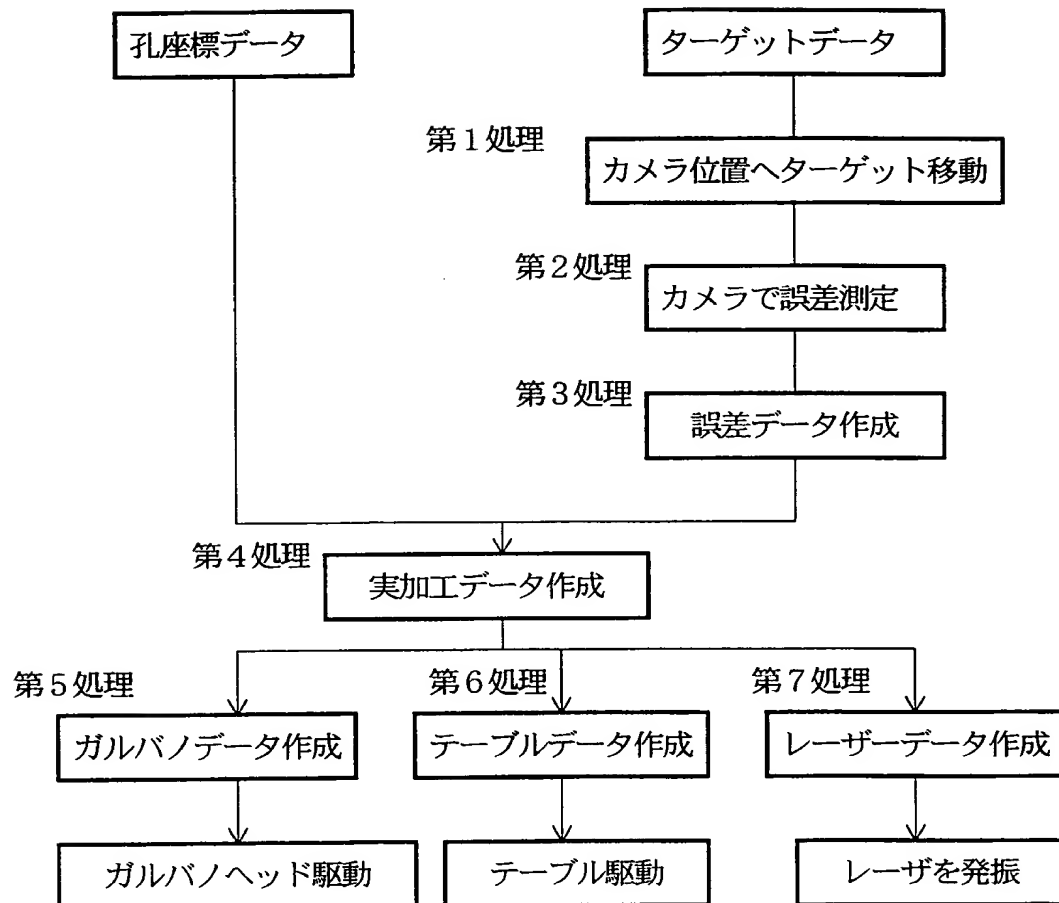 孔座標データ
ターゲットデータ
第1処理
カメラ位置へターゲット移動
第2処理
カメラで誤差測定
第3処理
誤差データ作成
第4処理
実加工データ作成
第5処理
第6処理
第7処理
ガルバノデータ作成
テーブルデータ作成
レーザーデータ作成
ガルバノヘッド駆動
テーブル駆動
レーザを発振